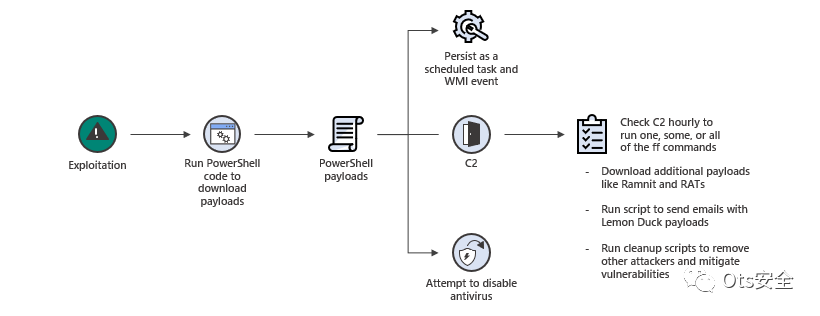 Persist as a
scheduled task and
WMI event
Exploitation
Run PowerShell
code to
download
payloads
PowerShell
payloads
C2
Check C2 hourly to
run one, some, or all
of the ff commands
- Download additional payloads
like Ramnit and RATs
- Run script to send emails with
Lemon Duck payloads
- Run cleanup scripts to remove
other attackers and mitigate
vulnerabilities
Attempt to disable
antivirus
Ots安全